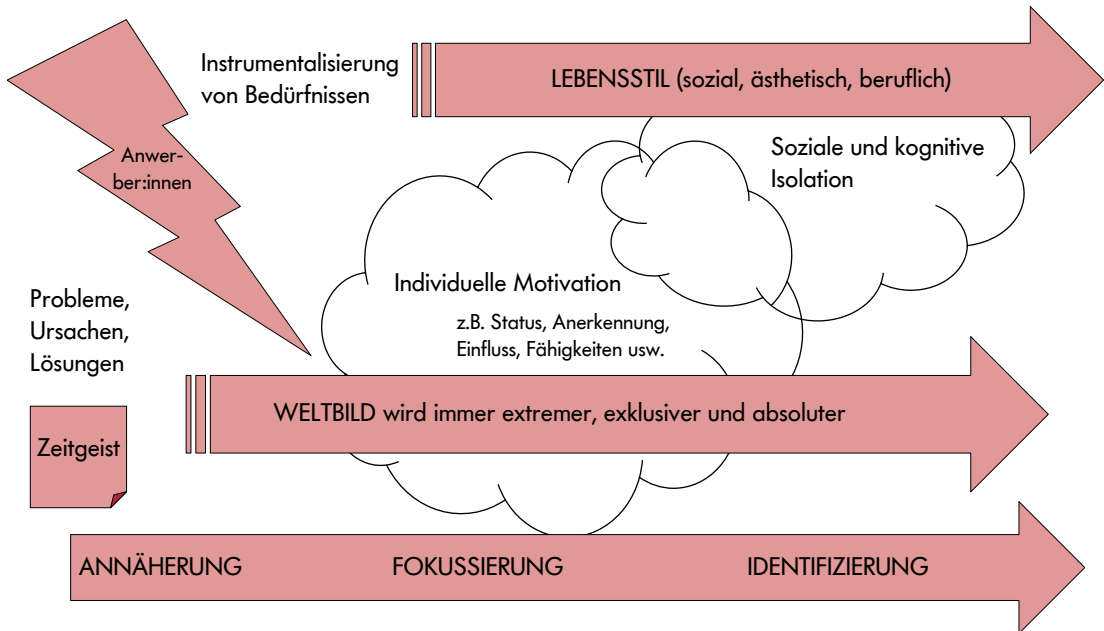 Instrumentalisierung
von Bedürfnissen
LEBENSSTIL (sozial, ästhetisch, beruflich)
Anwer-
ber:innen
Soziale und kognitive
Isolation
Individuelle Motivation
z.B. Status, Anerkennung,
Einfluss, Fähigkeiten usw.
Probleme,
Ursachen,
Lösungen
WELTBILD wird immer extremer, exklusiver und absoluter
Zeitgeist
ANNÄHERUNG FOKUSSIERUNG IDENTIFIZIERUNG